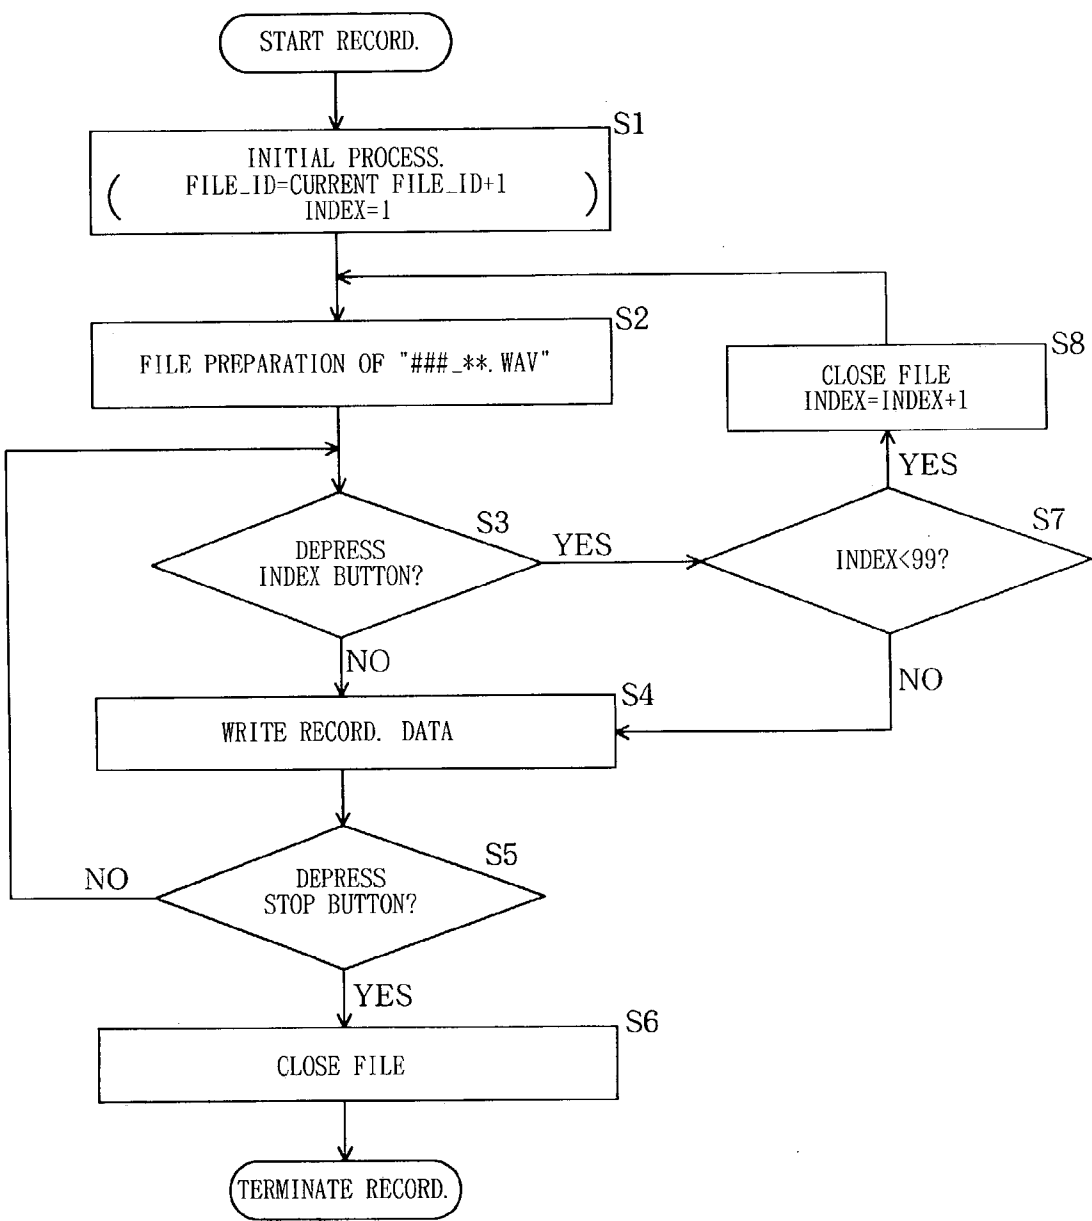 START RECORD.
S1
INITIAL PROCESS.
( FILE_ID=CURRENT FILE_ID+1 )
INDEX=1
S2
FILE PREPARATION OF "###_**.WAV"
S8
CLOSE FILE
INDEX=INDEX+1
YES
S3
DEPRESS
INDEX BUTTON?
YES
S7
INDEX<99?
NO
NO
S4
WRITE RECORD. DATA
S5
DEPRESS
STOP BUTTON?
NO
YES
S6
CLOSE FILE
TERMINATE RECORD.